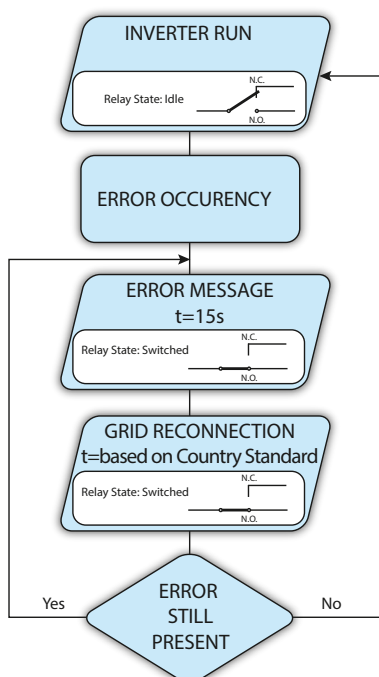 INVERTER RUN
N.C.
Relay State: Idle
N.O.
ERROR OCCURENCY
ERROR MESSAGE
t=15s
N.C.
Relay State: Switched
N.O.
GRID RECONNECTION
t=based on Country Standard
N.C.
Relay State: Switched
N.O.
Yes
ERROR
No
STILL
PRESENT